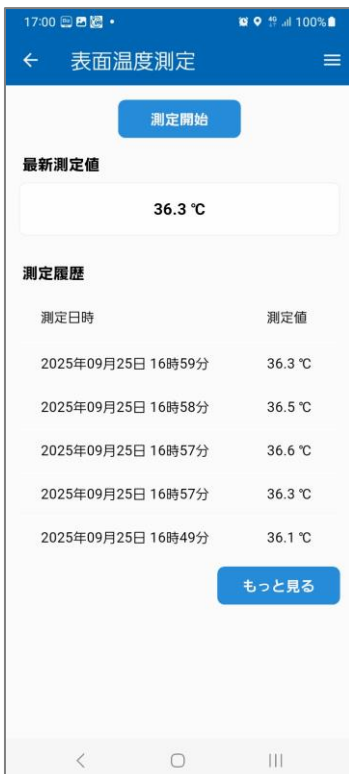 17:00 100%
表面温度測定
測定開始
最新測定値
36.3 ℃
測定履歴
測定日時 測定値
2025年09月25日 16時59分 36.3 ℃
2025年09月25日 16時58分 36.5 ℃
2025年09月25日 16時57分 36.6 ℃
2025年09月25日 16時57分 36.3 ℃
2025年09月25日 16時49分 36.1 ℃
もっと見る